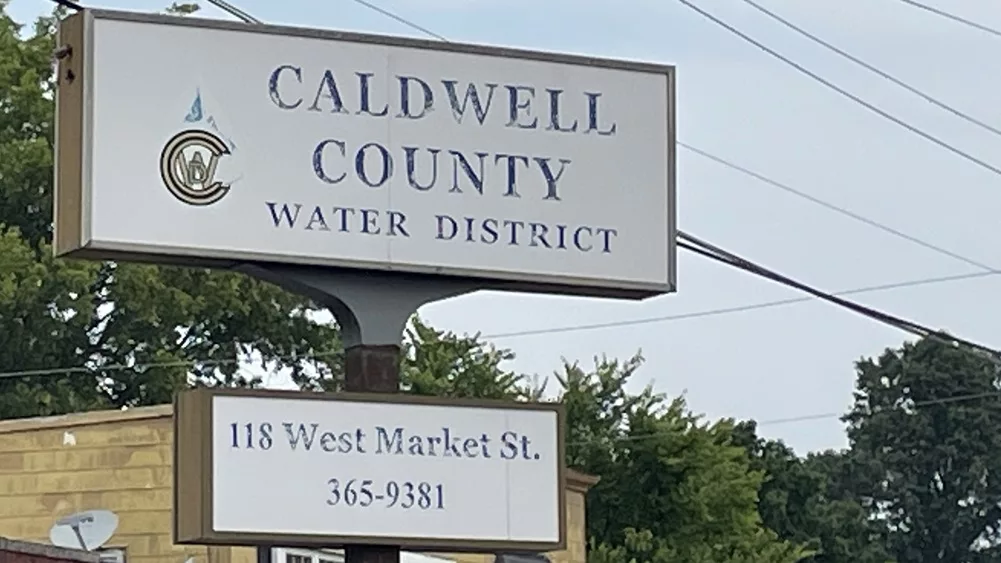 CALDWELL
COUNTY
WATER DISTRICT
118 West Market St.
365-9381